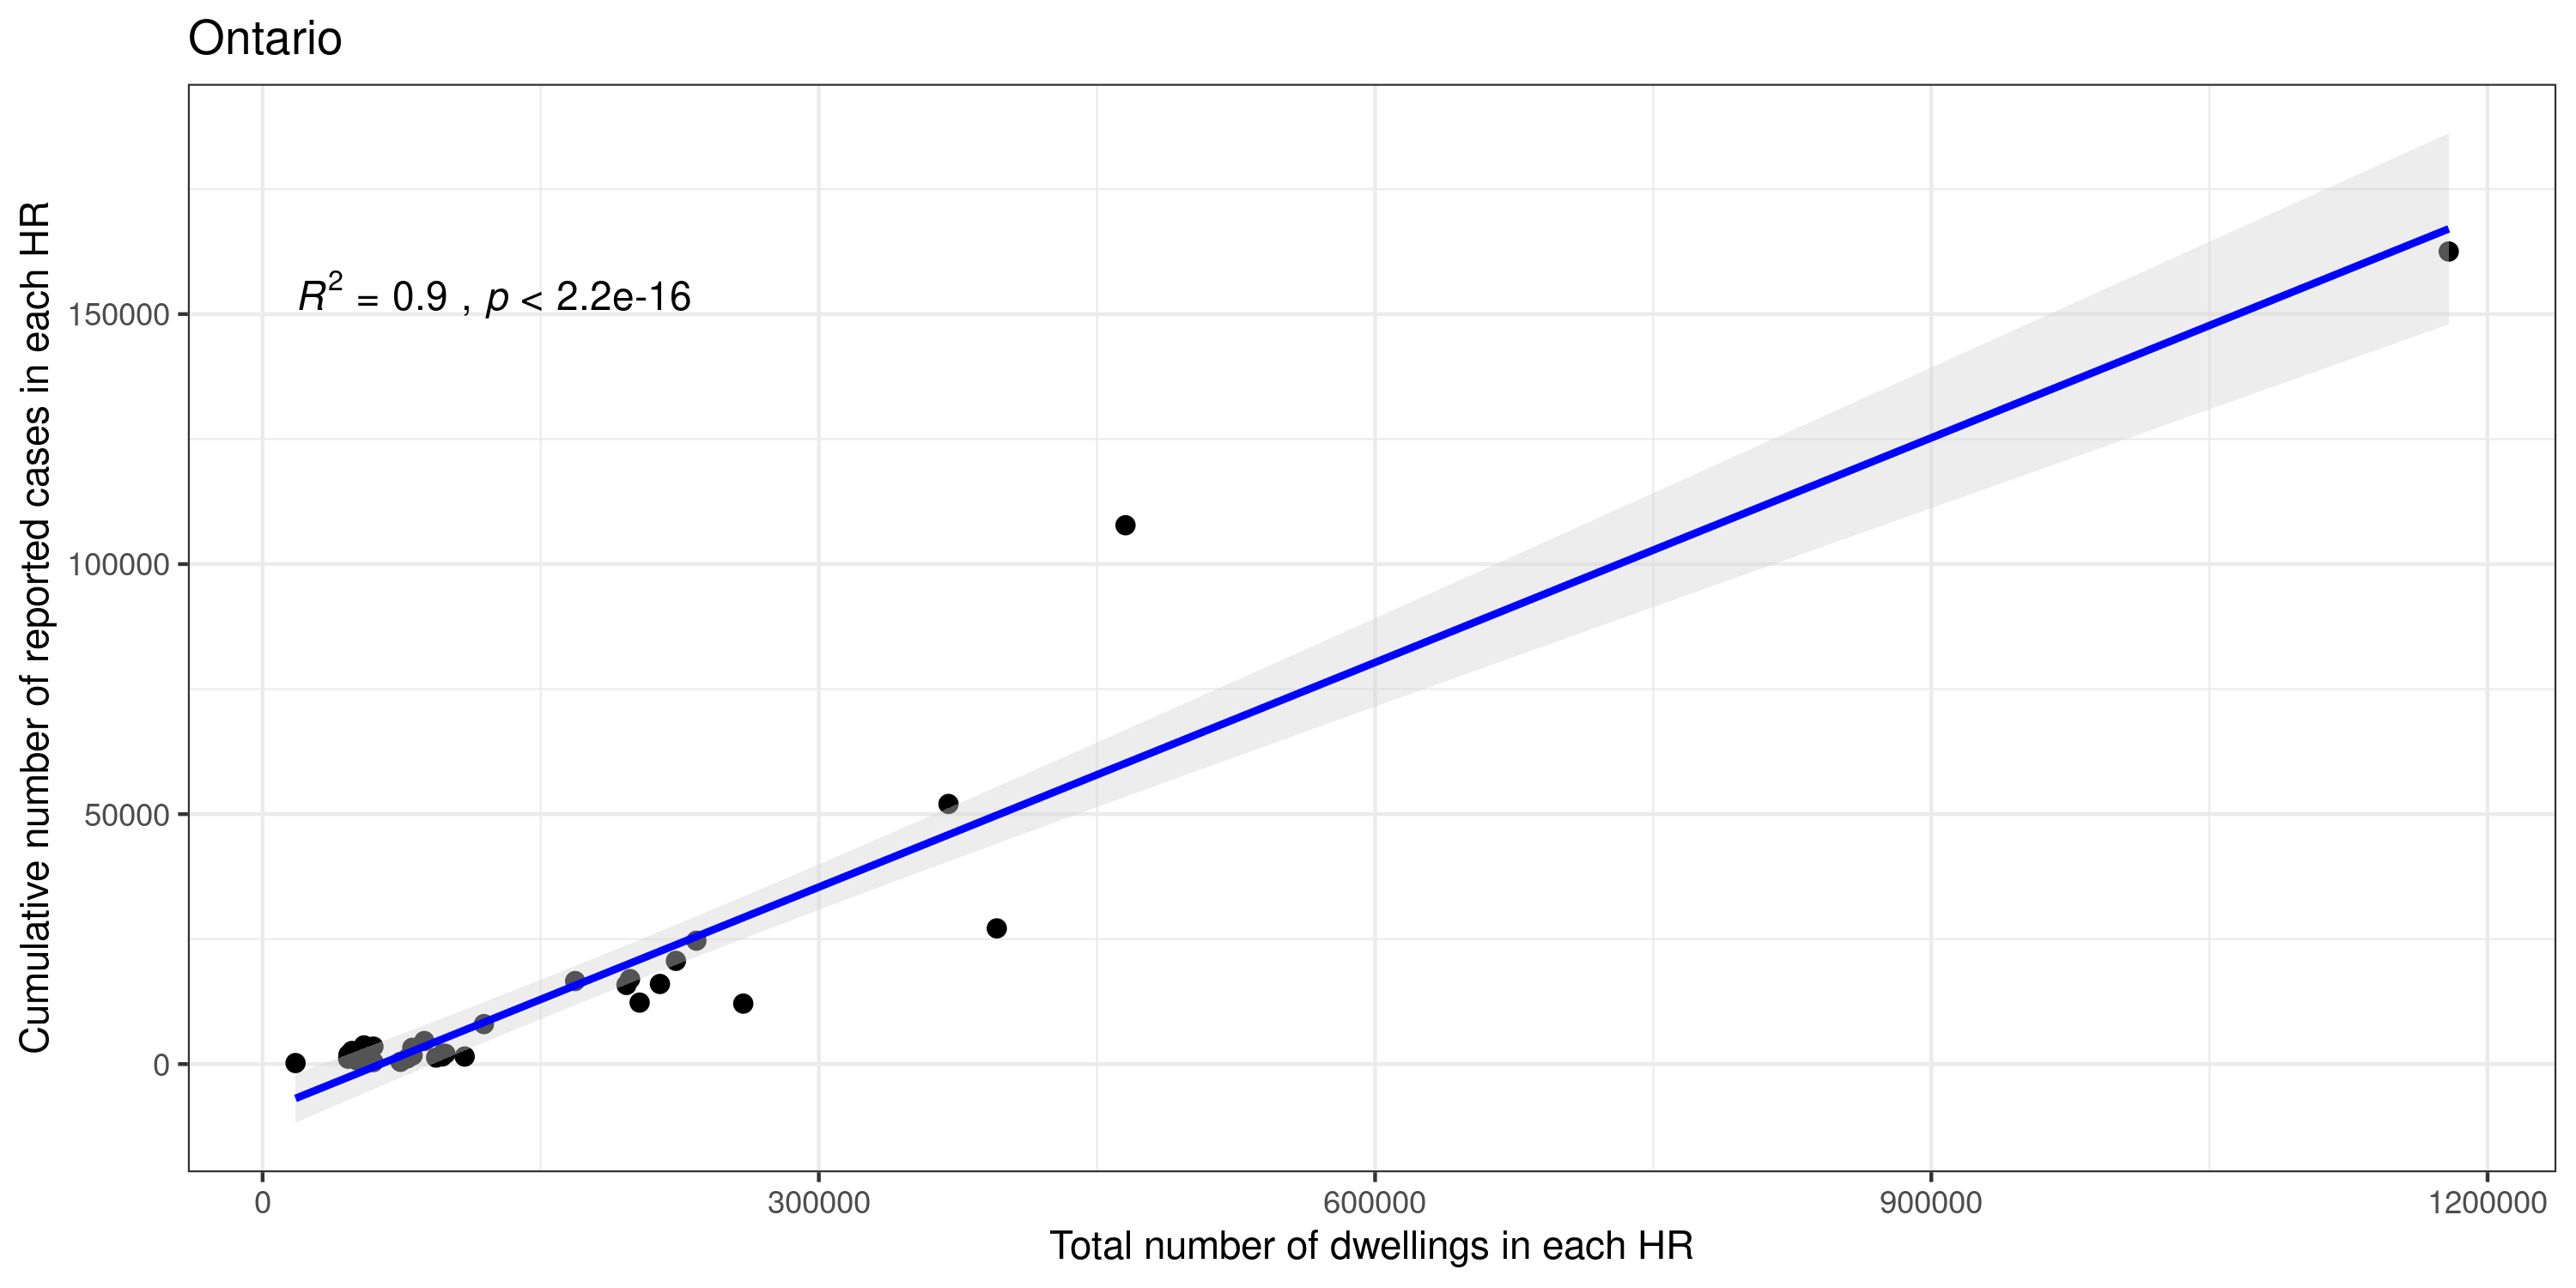 Ontario
Cumulative number of reported cases in each HR
R2 = 0.9 , p < 2.2e-16
150000
100000
50000
0
0 300000 600000 900000 1200000
Total number of dwellings in each HR